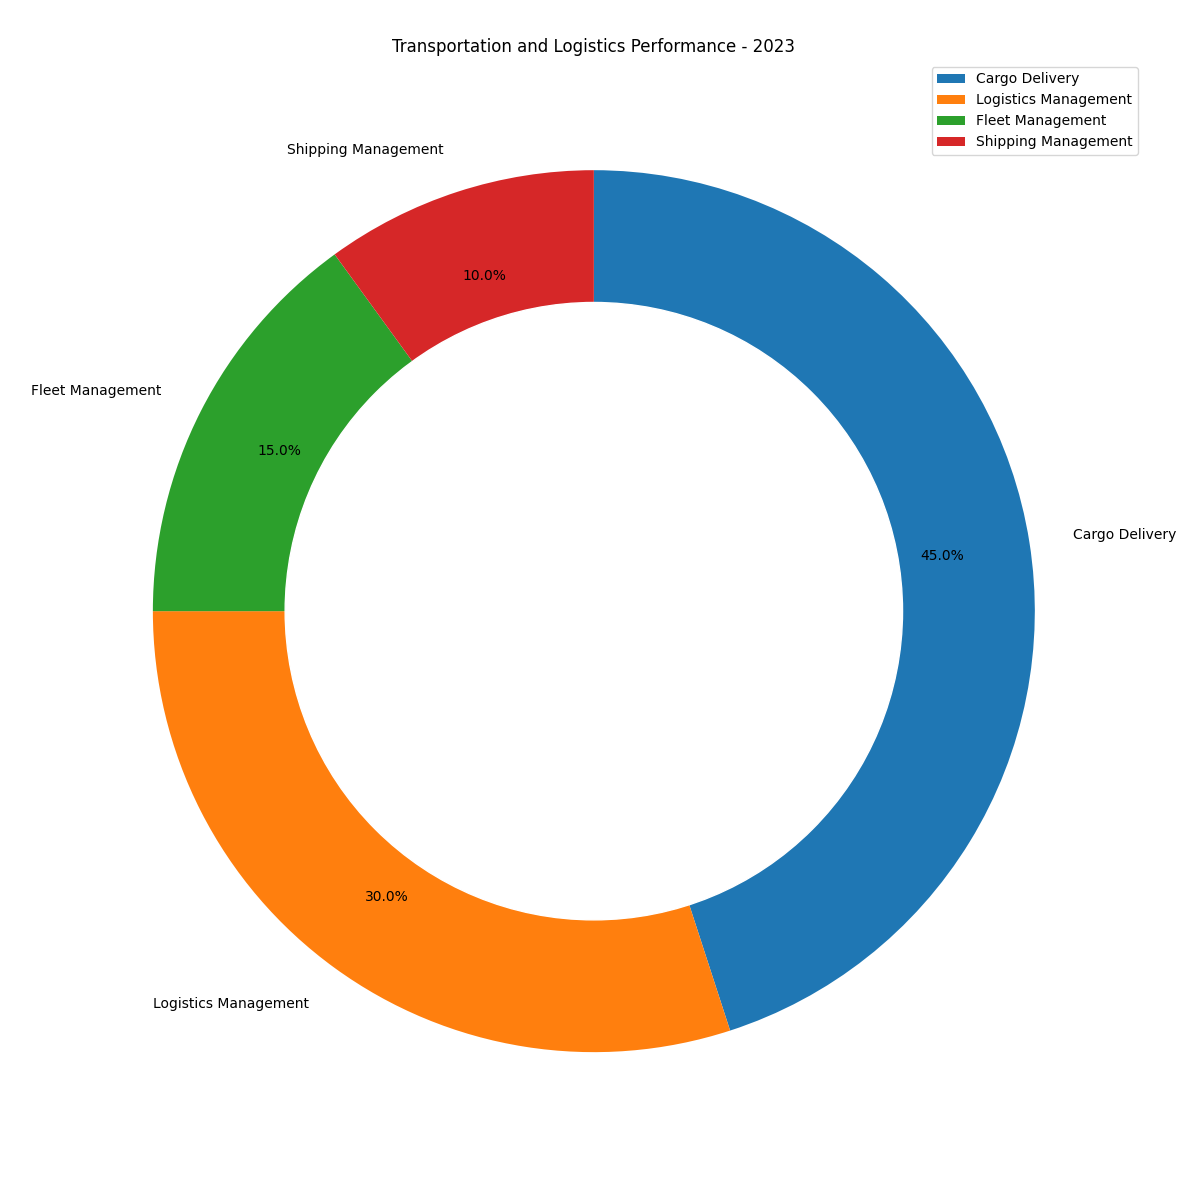 Transportation and Logistics Performance - 2023
Cargo Delivery
Logistics Management
Fleet Management
Shipping Management
Shipping Management
10.0%
Fleet Management
15.0%
Cargo Delivery
45.0%
30.0%
Logistics Management